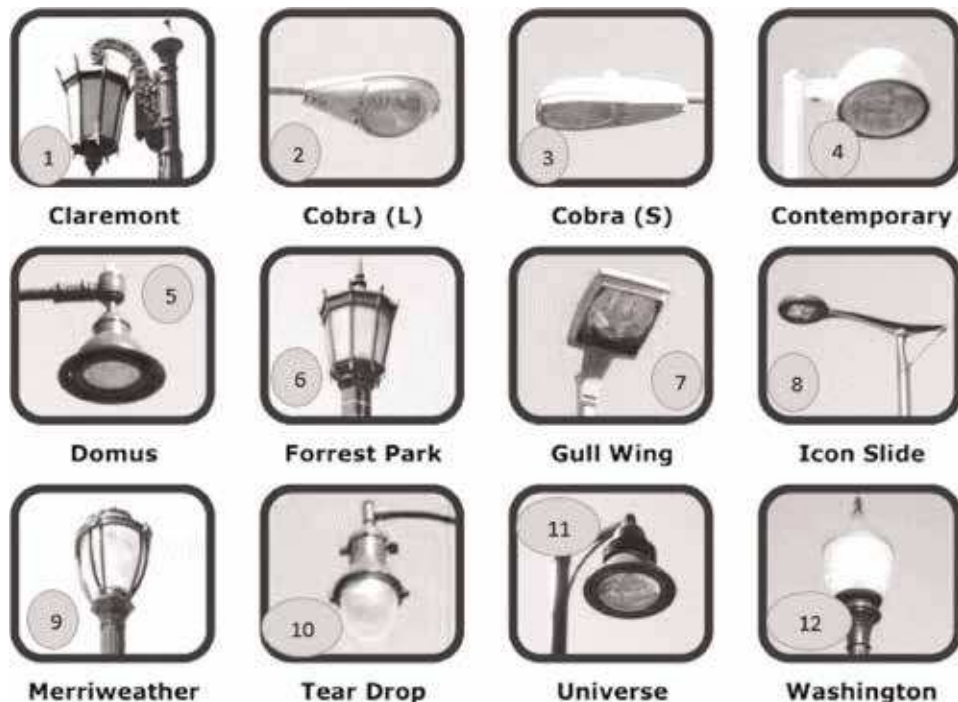 1 2 3 4
Claremont Cobra (L) Cobra (S) Contemporary
5 6 7 8
Domus Forrest Park Gull Wing Icon Slide
9 10 11 12
Merriweather Tear Drop Universe Washington